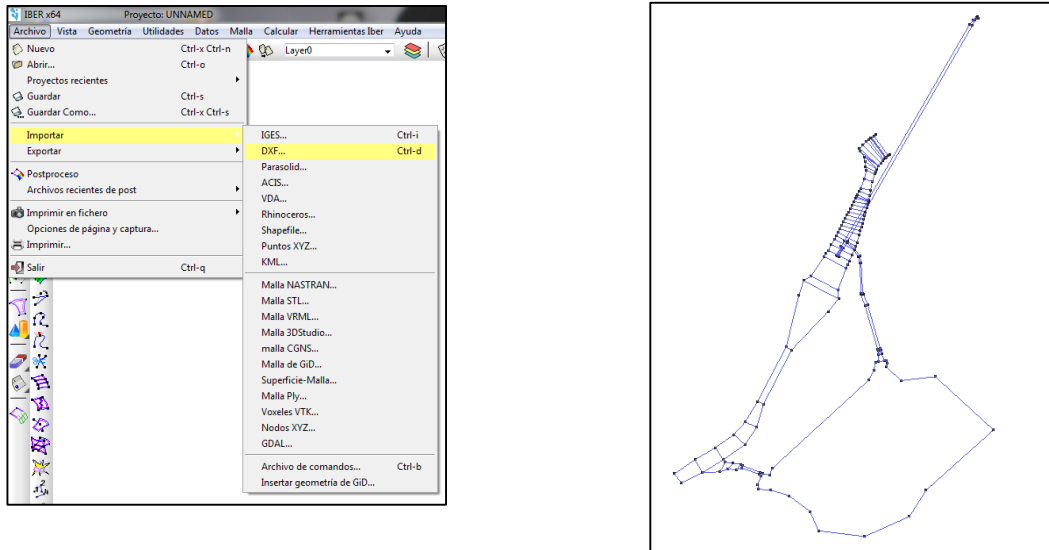 IBER x64 Proyecto: UNNAMED
Archivo Vista Geometría Utilidades Datos Malla Calcular Herramientas Iber Ayuda
Layer0
Nuevo Ctrl-x Ctrl-n
Abrir... Ctrl-o
Proyectos recientes
Guardar Ctrl-s
Guardar Como... Ctrl-x Ctrl-s
Importar
Exportar
Postproceso
Archivos recientes de post
Imprimir en fichero
Opciones de página y captura...
Imprimir...
Salir Ctrl-q
IGES... Ctrl-i
DXF... Ctrl-d
Parasolid...
ACIS...
VDA...
Rhinoceros...
Shapefile...
Puntos XYZ...
KML...
Malla NASTRAN...
Malla STL...
Malla VRML...
Malla 3DStudio...
malla CGNS...
Malla de GiD...
Superficie-Malla...
Malla Ply...
Voxeles VTK...
Nodos XYZ...
GDAL...
Archivo de comandos... Ctrl-b
Insertar geometría de GiD...